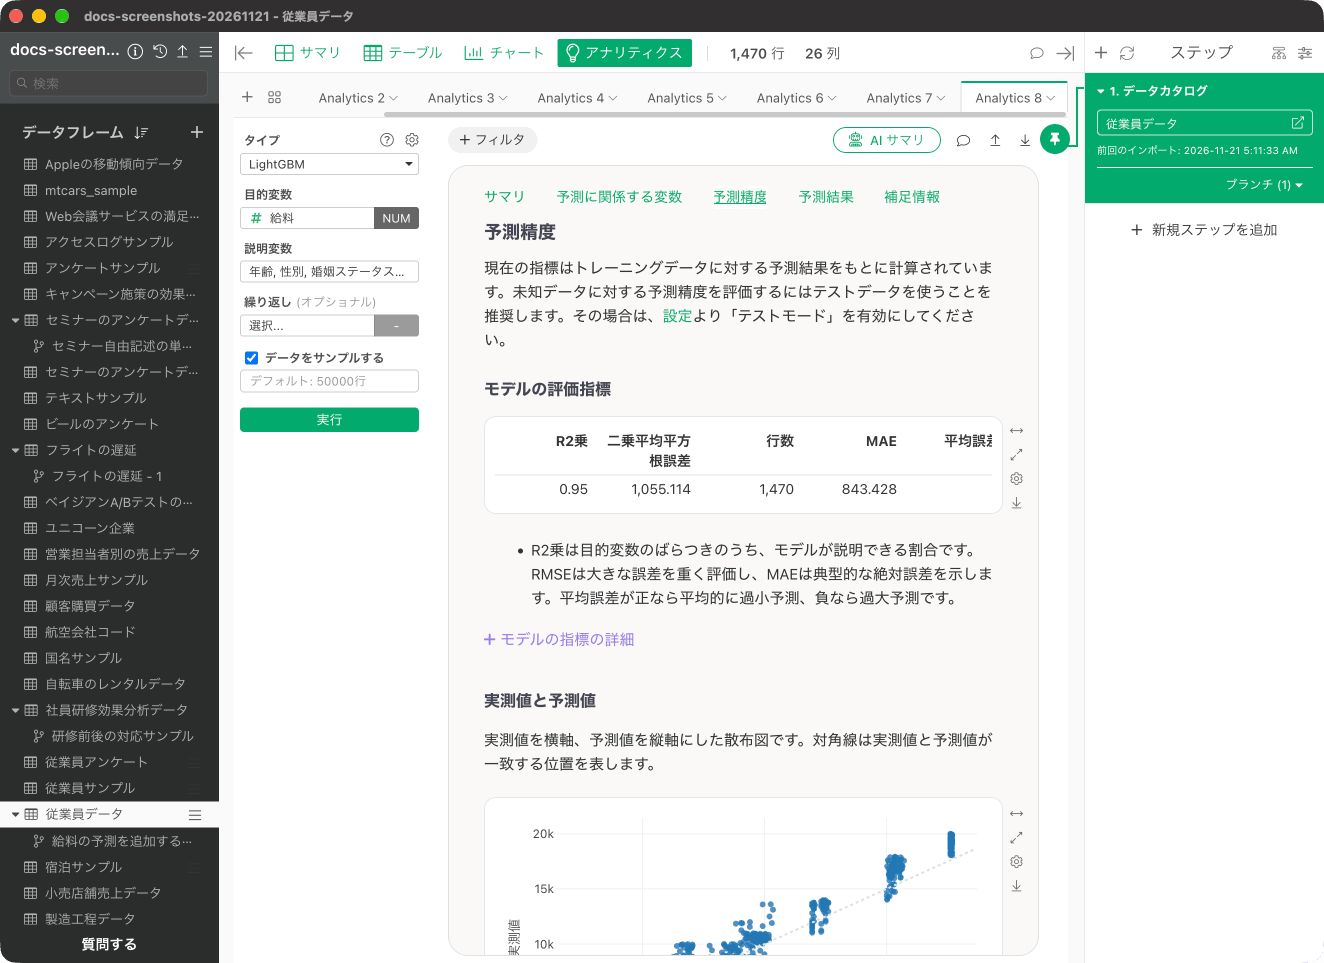 docs-screenshots-20261121 - 従業員データ
docs-screen...
検索
データフレーム
Appleの移動傾向データ
mtcars_sample
Web会議サービスの満足…
アクセスログサンプル
アンケートサンプル
キャンペーン施策の効果…
セミナーのアンケートデ…
セミナー自由記述の単…
セミナーのアンケートデ…
テキストサンプル
ビールのアンケート
フライトの遅延
フライトの遅延 - 1
ベイジアンA/Bテストの…
ユニコーン企業
営業担当者別の売上データ
月次売上サンプル
顧客購買データ
航空会社コード
国名サンプル
自転車のレンタルデータ
社員研修効果分析データ
研修前後の対応サンプル
従業員アンケート
従業員サンプル
従業員データ
給料の予測を追加する…
宿泊サンプル
小売店舗売上データ
製造工程データ
質問する
サマリ
テーブル
チャート
アナリティクス
1,470 行
26 列
Analytics 2
Analytics 3
Analytics 4
Analytics 5
Analytics 6
Analytics 7
Analytics 8
タイプ
LightGBM
目的変数
# 給料
NUM
説明変数
年齢, 性別, 婚姻ステータス...
繰り返し (オプショナル)
選択...
-
データをサンプルする
デフォルト: 50000行
実行
+ フィルタ
AI サマリ
サマリ
予測に関係する変数
予測精度
予測結果
補足情報
予測精度
現在の指標はトレーニングデータに対する予測結果をもとに計算されていま
す。未知データに対する予測精度を評価するにはテストデータを使うことを
推奨します。その場合は、設定より「テストモード」を有効にしてくださ
い。
モデルの評価指標
R2乗 二乗平均平方 行数 MAE 平均誤差
根誤差
0.95 1,055.114 1,470 843.428
• R2乗は目的変数のばらつきのうち、モデルが説明できる割合です。
RMSEは大きな誤差を重く評価し、MAEは典型的な絶対誤差を示しま
す。平均誤差が正なら平均的に過小予測、負なら過大予測です。
+ モデルの指標の詳細
実測値と予測値
実測値を横軸、予測値を縦軸にした散布図です。対角線は実測値と予測値が
一致する位置を表します。
20k
15k
10k
実測値
ステップ
1. データカタログ
従業員データ
前回のインポート: 2026-11-21 5:11:33 AM
ブランチ (1)
+ 新規ステップを追加